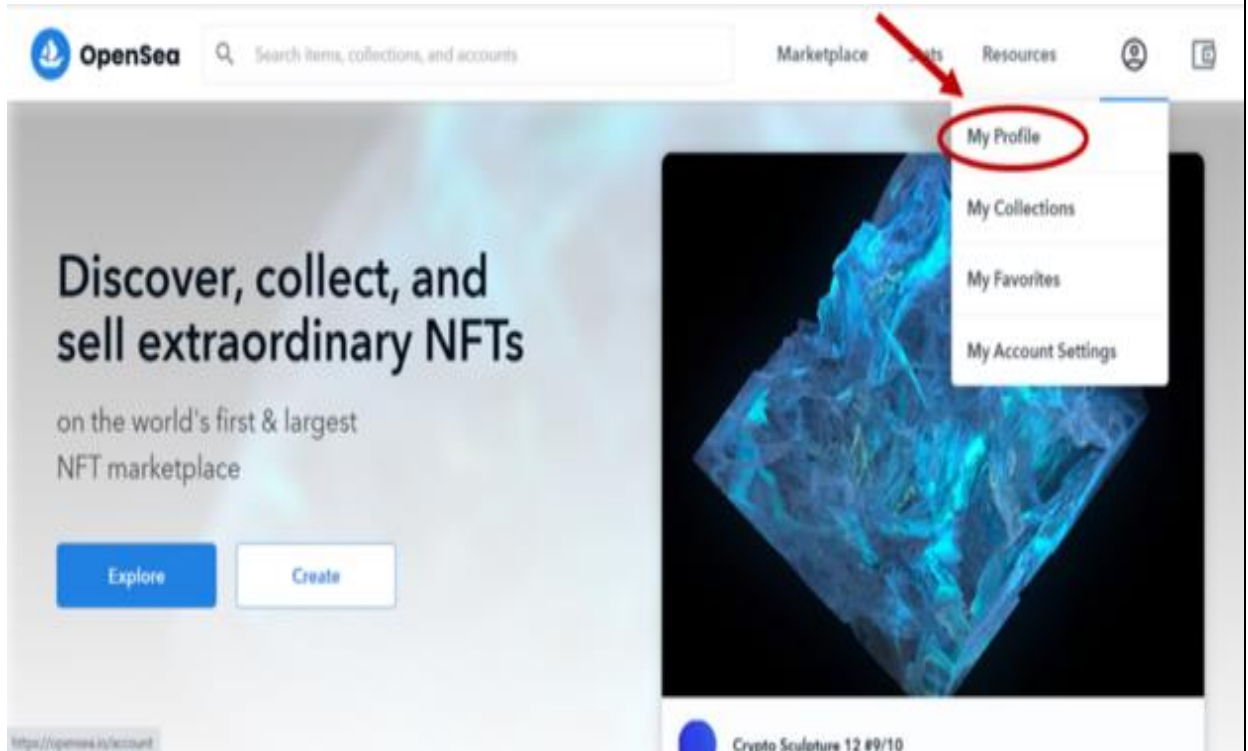 OpenSea
Search items, collections, and accounts
Marketplace
Resources
My Profile
My Collections
My Favorites
My Account Settings
Discover, collect, and
sell extraordinary NFTs
on the world's first & largest
NFT marketplace
Explore
Create
Crypto Sculpture 12 #9/10
https://opensea.io/account